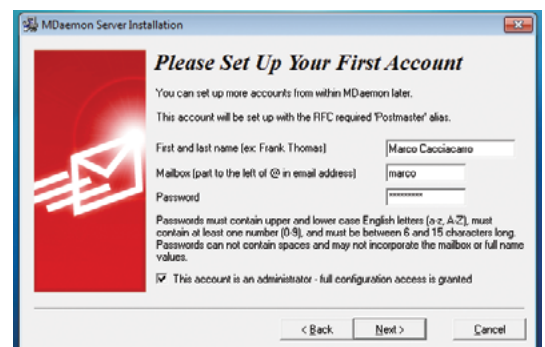 MDaemon Server Installation
Please Set Up Your First Account
You can set up more accounts from within MDaemon later.
This account will be set up with the RFC required 'Postmaster' alias.
First and last name (ex: Frank Thomas)
Marco Cacciacarro
Mailbox (part to the left of @ in email address)
marco
Password
*********
Passwords must contain upper and lower case English letters (a-z, A-Z), must
contain at least one number (0-9), and must be between 6 and 15 characters long.
Passwords can not contain spaces and may not incorporate the mailbox or full name
values.
This account is an administrator - full configuration access is granted
< Back
Next >
Cancel